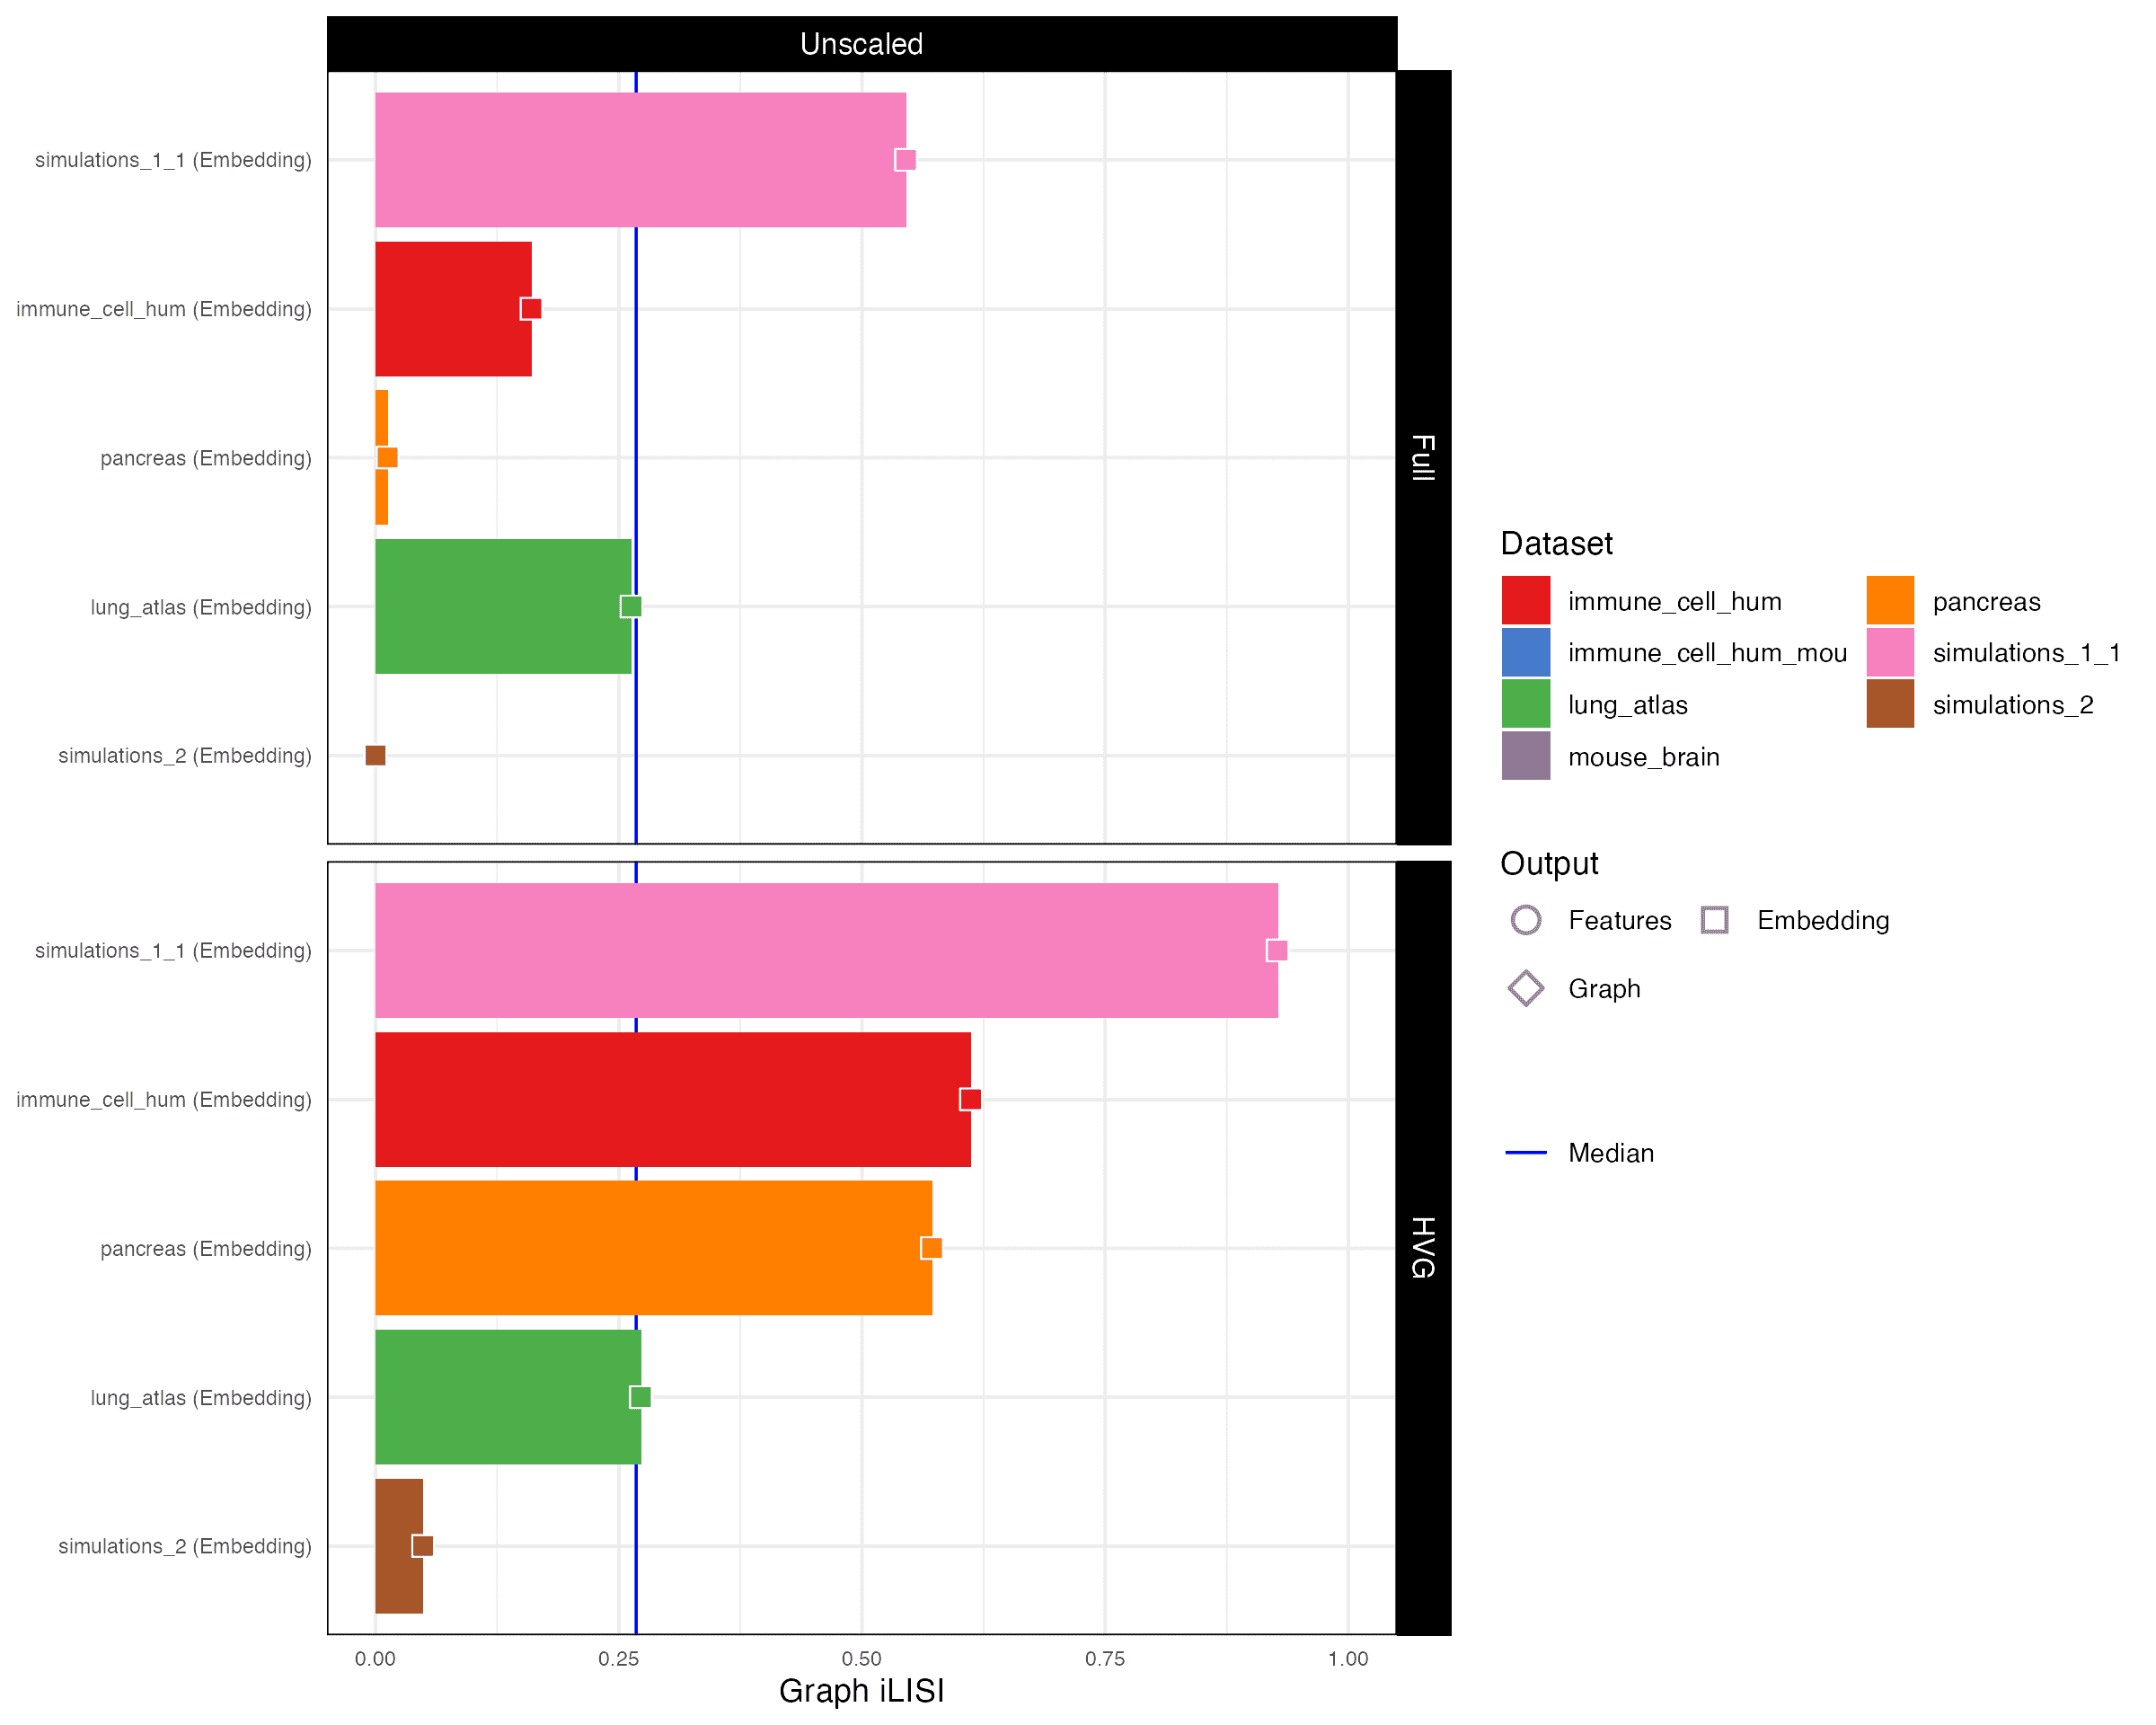 Unscaled
simulations_1_1 (Embedding)
immune_cell_hum (Embedding)
pancreas (Embedding)
lung_atlas (Embedding)
simulations_2 (Embedding)
Full
simulations_1_1 (Embedding)
immune_cell_hum (Embedding)
pancreas (Embedding)
lung_atlas (Embedding)
simulations_2 (Embedding)
HVG
0.00 0.25 0.50 0.75 1.00
Graph iLISI
Dataset
immune_cell_hum pancreas
immune_cell_hum_mou simulations_1_1
lung_atlas simulations_2
mouse_brain
Output
Features Embedding
Graph
Median